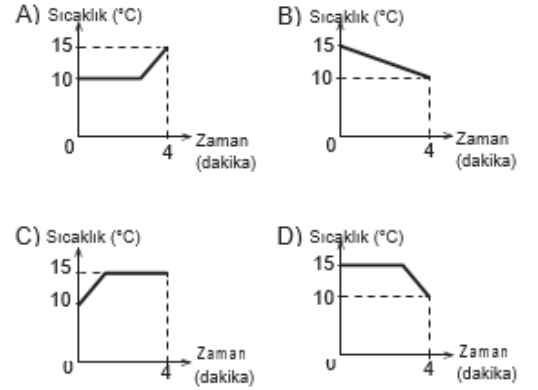 A) Sıcaklık (°C)
15
10
0
4
Zaman
(dakika)
B) Sıcaklık (°C)
15
10
0
4
Zaman
(dakika)
C) Sıcaklık (°C)
15
10
0
4
Zaman
(dakika)
D) Sıcaklık (°C)
15
10
0
4
Zaman
(dakika)